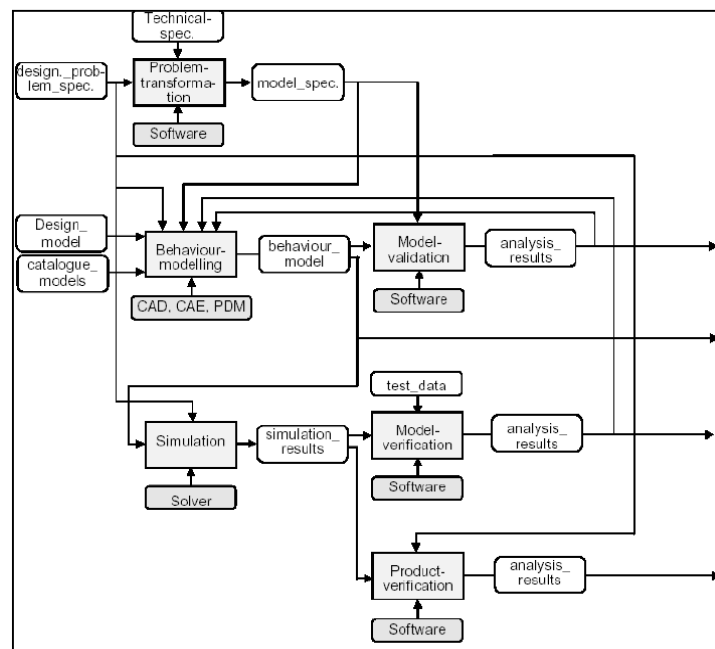 Technical-
spec.
design._prob-
lem_spec.
Problem-
transforma-
tion
model_spec.
Software
Design_
model
catalogue_
models
Behaviour-
modelling
behaviour_
model
Model-
validation
analysis_
results
CAD, CAE, PDM
Software
test_data
Simulation
simulation_
results
Model-
verification
analysis_
results
Solver
Software
Product-
verification
analysis_
results
Software